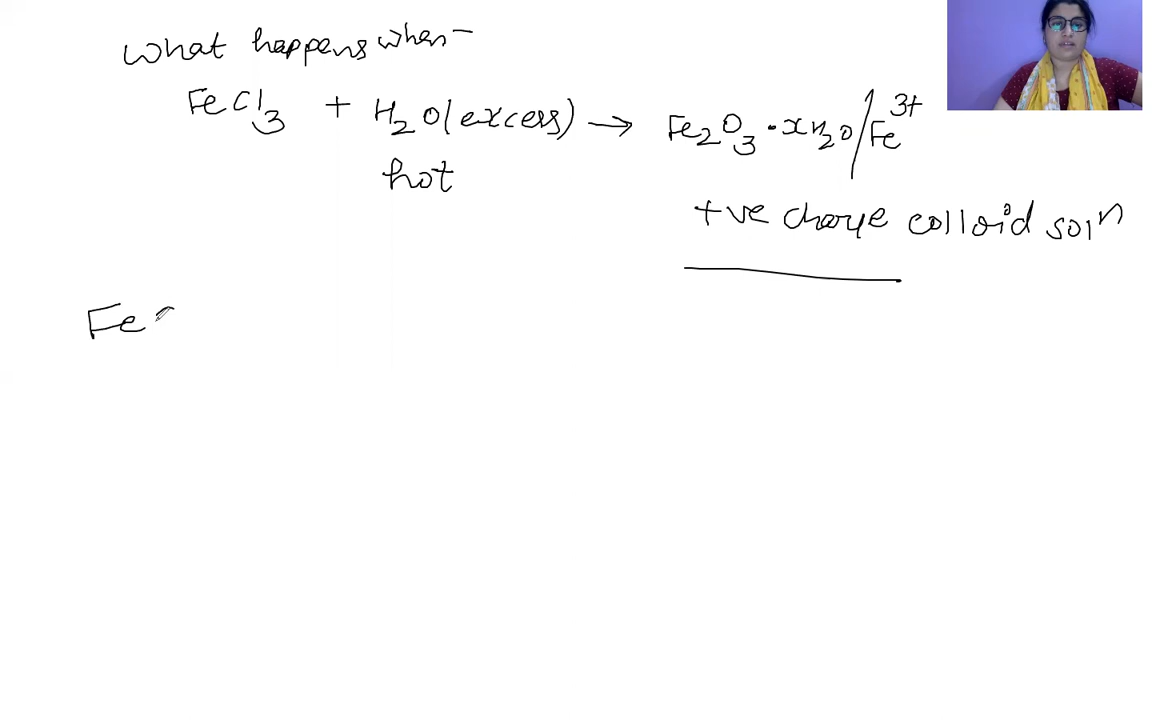 What happens when-
FeCl3 + H2O(excess) → Fe2O3·xH2O/Fe3+
hot
+ve charge colloid soln
Fe